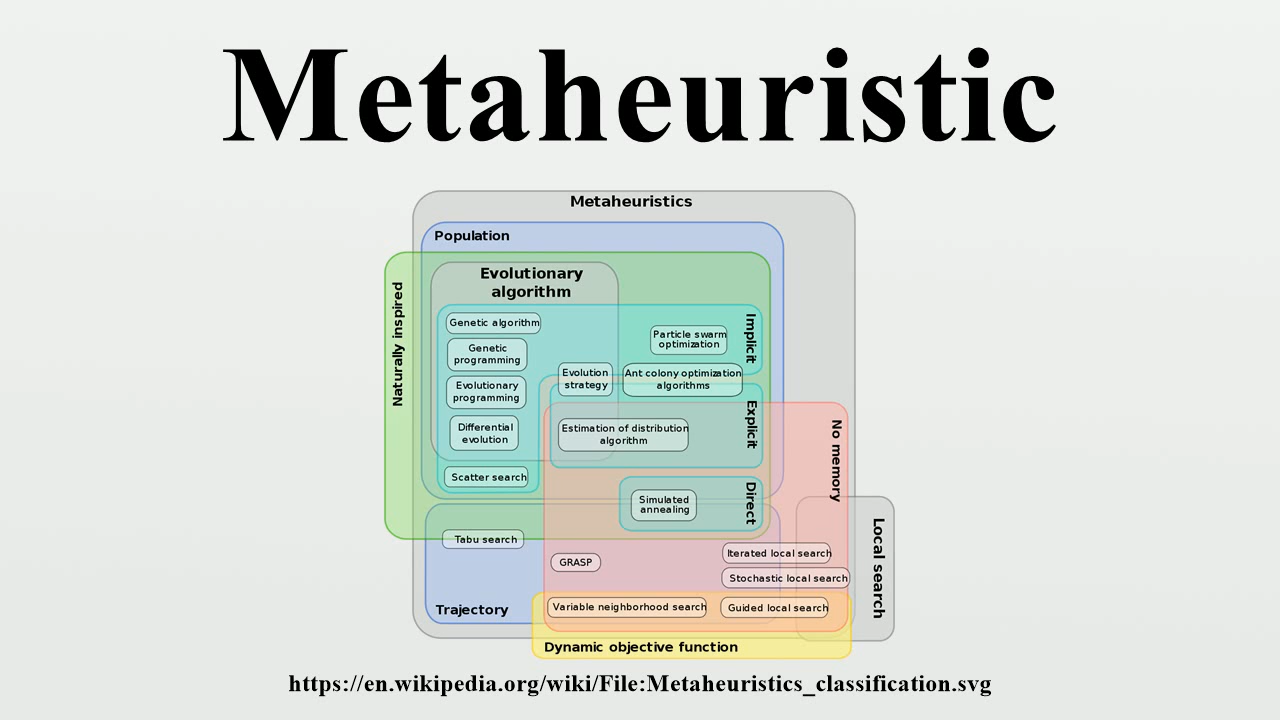 Metaheuristic
Metaheuristics
Population
Naturally inspired
Evolutionary
algorithm
Genetic algorithm
Genetic
programming
Evolutionary
programming
Differential
evolution
Scatter search
Evolution
strategy
Particle swarm
optimization
Ant colony optimization
algorithms
Implicit
Estimation of distribution
algorithm
Explicit
Simulated
annealing
Direct
No memory
Tabu search
GRASP
Iterated local search
Stochastic local search
Variable neighborhood search
Guided local search
Local search
Trajectory
Dynamic objective function
https://en.wikipedia.org/wiki/File:Metaheuristics_classification.svg